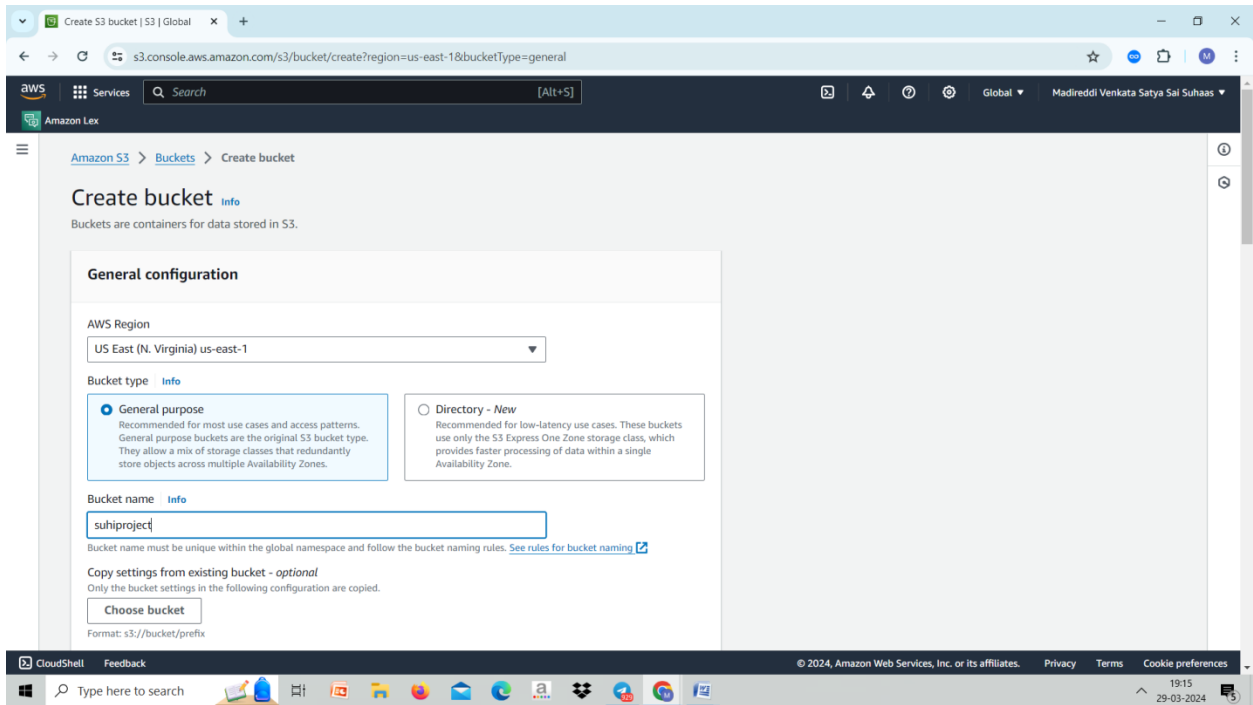 Create S3 bucket | S3 | Global
s3.console.aws.amazon.com/s3/bucket/create?region=us-east-1&bucketType=general
M
aws
Services
Search
[Alt+S]
Global
Madireddi Venkata Satya Sai Suhaas
Amazon Lex
Amazon S3 > Buckets > Create bucket
Create bucket Info
Buckets are containers for data stored in S3.
General configuration
AWS Region
US East (N. Virginia) us-east-1
Bucket type Info
General purpose
Recommended for most use cases and access patterns.
General purpose buckets are the original S3 bucket type.
They allow a mix of storage classes that redundantly
store objects across multiple Availability Zones.
Directory - New
Recommended for low-latency use cases. These buckets
use only the S3 Express One Zone storage class, which
provides faster processing of data within a single
Availability Zone.
Bucket name Info
suhiproject
Bucket name must be unique within the global namespace and follow the bucket naming rules. See rules for bucket naming
Copy settings from existing bucket - optional
Only the bucket settings in the following configuration are copied.
Choose bucket
Format: s3://bucket/prefix
CloudShell Feedback
© 2024, Amazon Web Services, Inc. or its affiliates. Privacy Terms Cookie preferences
Type here to search
19:15
29-03-2024
5